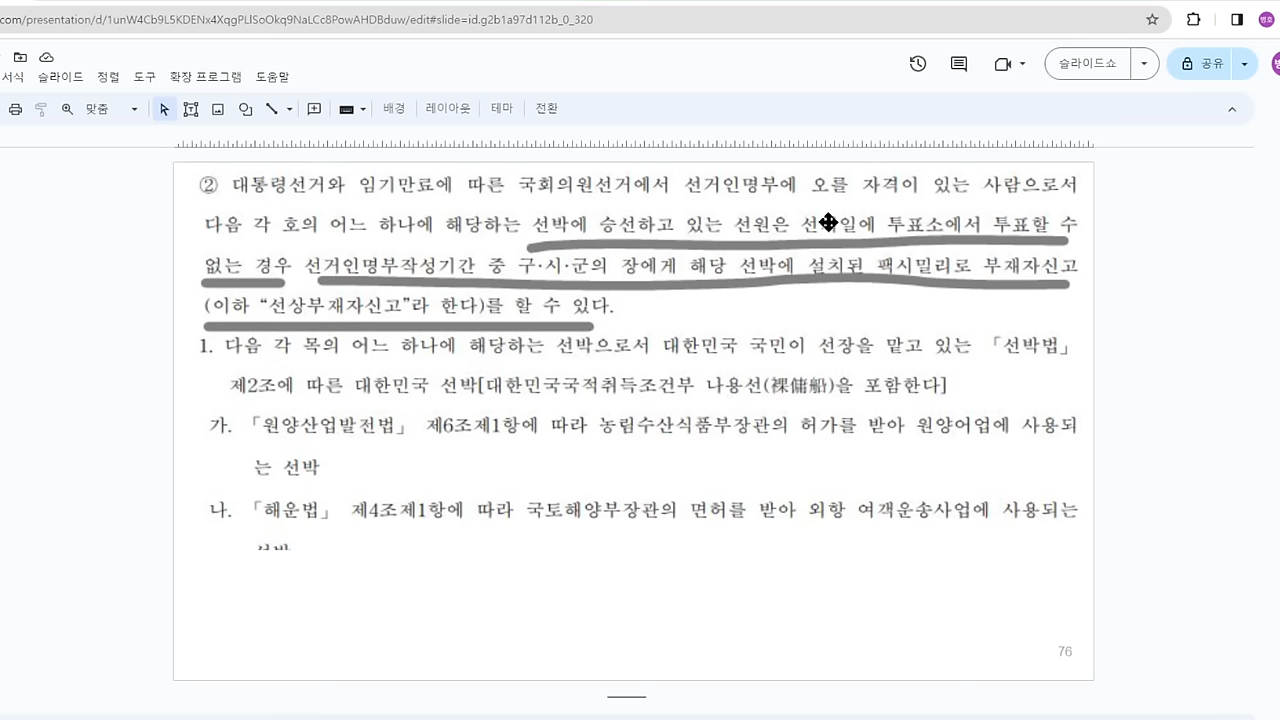 com/presentation/d/1unW4Cb9L5KDENx4XqgPLlSoOkq9NaLCc8PowAHDBduw/edit#slide=id.g2b1a97d112b_0_320
서식 슬라이드 정렬 도구 확장 프로그램 도움말
슬라이드쇼 공유
맞춤 배경 레이아웃 테마 전환
② 대통령선거와 임기만료에 따른 국회의원선거에서 선거인명부에 오를 자격이 있는 사람으로서
다음 각 호의 어느 하나에 해당하는 선박에 승선하고 있는 선원은 선 일에 투표소에서 투표할 수
없는 경우 선거인명부작성기간 중 구·시·군의 장에게 해당 선박에 설치된 팩시밀리로 부재자신고
(이하 “선상부재자신고”라 한다)를 할 수 있다.
1. 다음 각 목의 어느 하나에 해당하는 선박으로서 대한민국 국민이 선장을 맡고 있는 「선박법」
제2조에 따른 대한민국 선박[대한민국국적취득조건부 나용선(裸傭船)을 포함한다]
가. 「원양산업발전법」 제6조제1항에 따라 농림수산식품부장관의 허가를 받아 원양어업에 사용되
는 선박
나. 「해운법」 제4조제1항에 따라 국토해양부장관의 면허를 받아 외항 여객운송사업에 사용되는
76